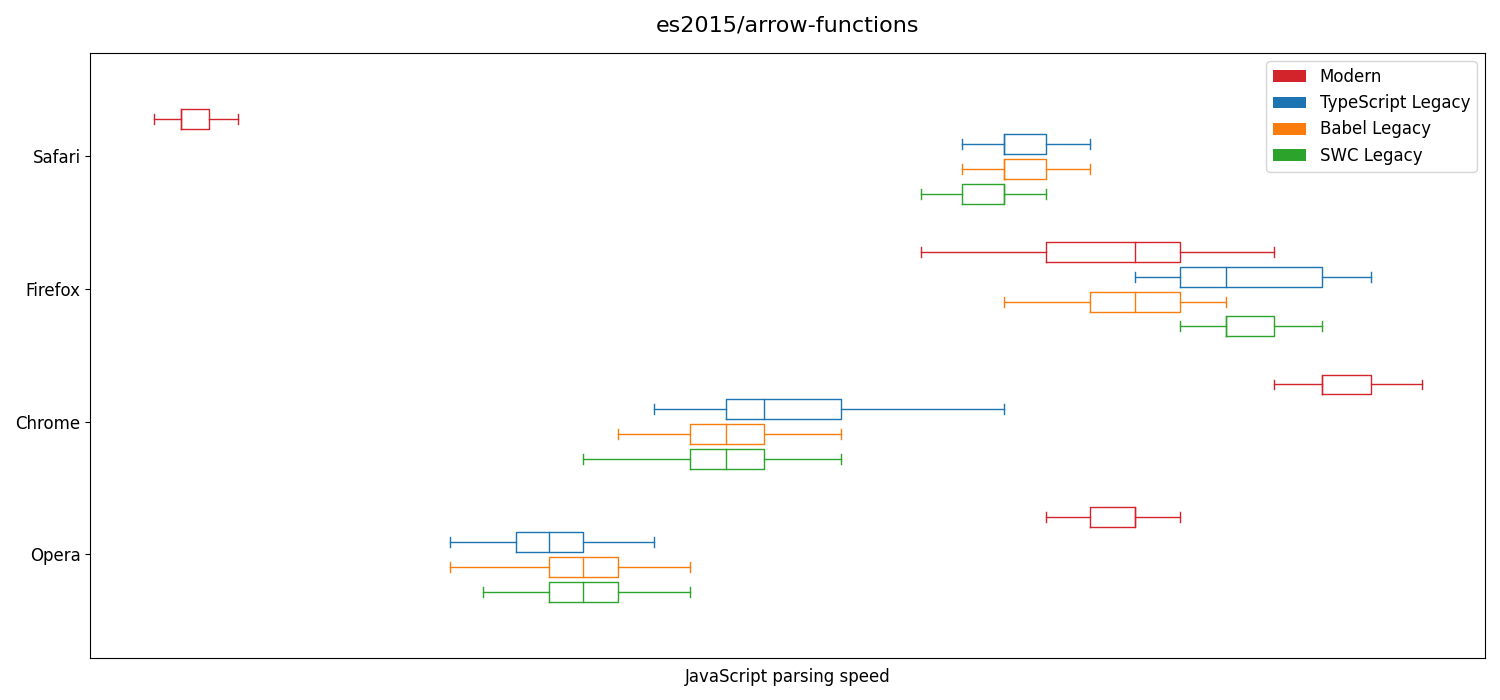 es2015/arrow-functions
Modern
TypeScript Legacy
Babel Legacy
SWC Legacy
Safari
Firefox
Chrome
Opera
JavaScript parsing speed